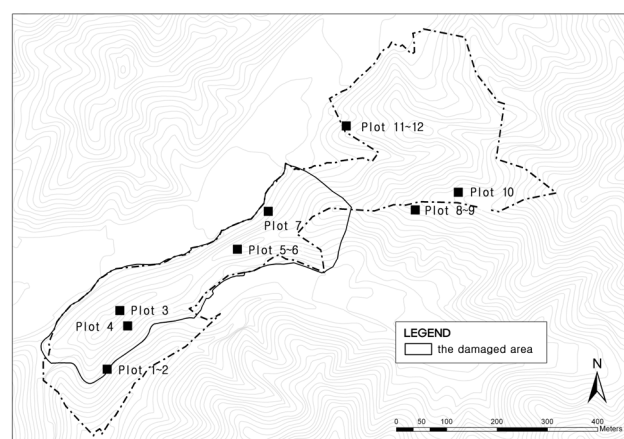 Plot 11~12
Plot 10
Plot 8~9
Plot 7
Plot 5~6
Plot 3
Plot 4
Plot 1~2
LEGEND
the damaged area
N
0 50 100 200 300 400
Meters